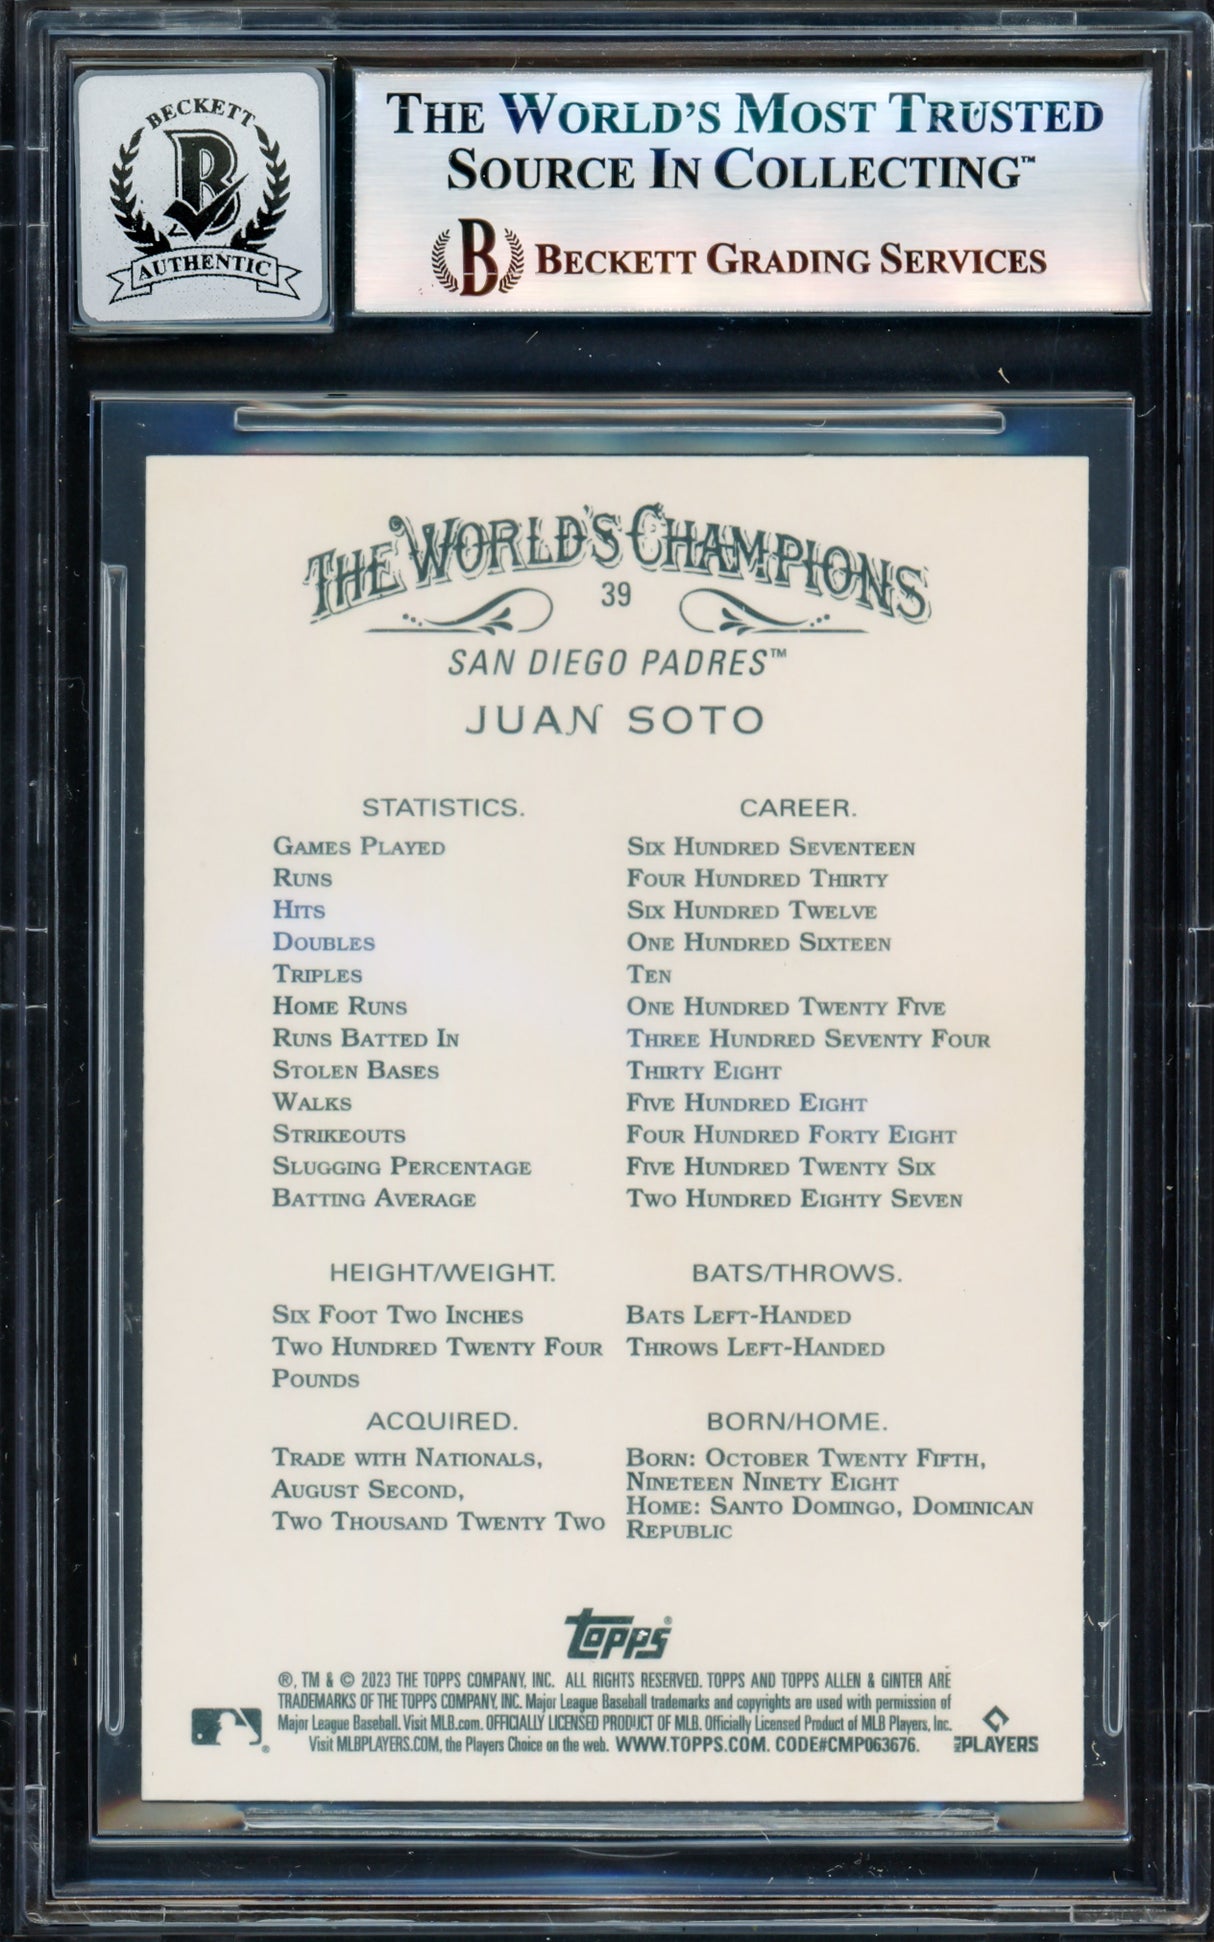 BECKETT
B
AUTHENTIC
THE WORLD'S MOST TRUSTED
SOURCE IN COLLECTING™
B BECKETT GRADING SERVICES
THE WORLD'S CHAMPIONS
39
SAN DIEGO PADRES™
JUAN SOTO
STATISTICS. CAREER.
GAMES PLAYED SIX HUNDRED SEVENTEEN
RUNS FOUR HUNDRED THIRTY
HITS SIX HUNDRED TWELVE
DOUBLES ONE HUNDRED SIXTEEN
TRIPLES TEN
HOME RUNS ONE HUNDRED TWENTY FIVE
RUNS BATTED IN THREE HUNDRED SEVENTY FOUR
STOLEN BASES THIRTY EIGHT
WALKS FIVE HUNDRED EIGHT
STRIKEOUTS FOUR HUNDRED FORTY EIGHT
SLUGGING PERCENTAGE FIVE HUNDRED TWENTY SIX
BATTING AVERAGE TWO HUNDRED EIGHTY SEVEN
HEIGHT/WEIGHT. BATS/THROWS.
SIX FOOT TWO INCHES BATS LEFT-HANDED
TWO HUNDRED TWENTY FOUR THROWS LEFT-HANDED
POUNDS
ACQUIRED.
TRADE WITH NATIONALS,
AUGUST SECOND,
TWO THOUSAND TWENTY TWO
BORN/HOME.
BORN: OCTOBER TWENTY FIFTH,
NINETEEN NINETY EIGHT
HOME: SANTO DOMINGO, DOMINICAN
REPUBLIC
Topps®
®, TM & © 2023 THE TOPPS COMPANY, INC. ALL RIGHTS RESERVED. TOPPS AND TOPPS ALLEN & GINTER ARE
TRADEMARKS OF THE TOPPS COMPANY, INC. Major League Baseball trademarks and copyrights are used with permission of
Major League Baseball. Visit MLB.com. OFFICIALLY LICENSED PRODUCT OF MLB. Officially Licensed Product of MLB Players, Inc.
Visit MLBPLAYERS.COM, the Players Choice on the web. WWW.TOPPS.COM. CODE#CMP063676.
MLB PLAYERS